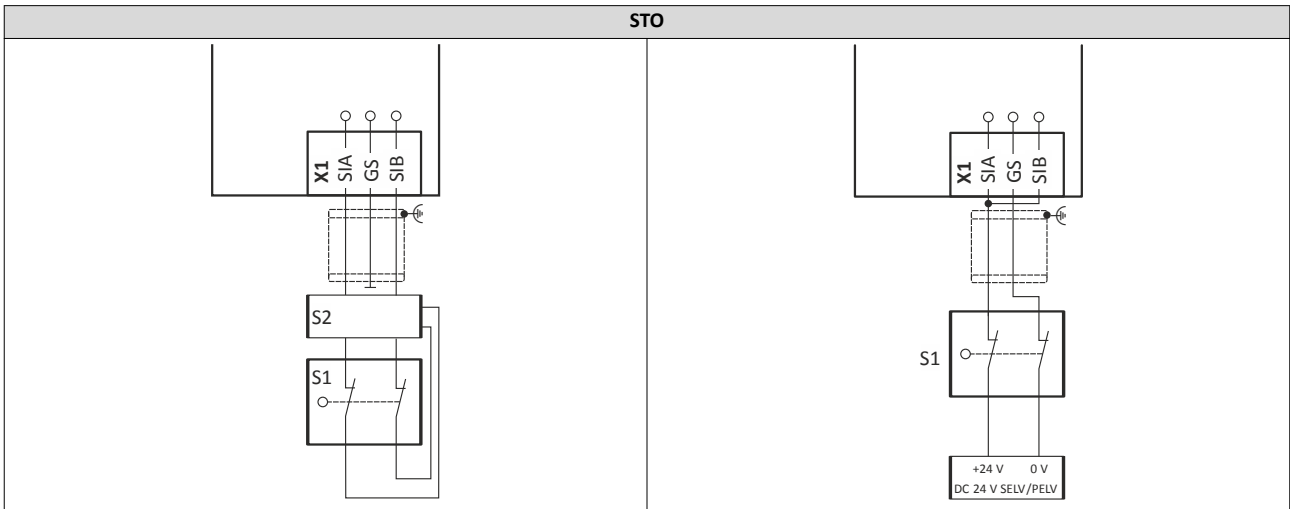 STO
X1
SIA
GS
SIB
S2
S1
X1
SIA
GS
SIB
S1
+24 V 0 V
DC 24 V SELV/PELV